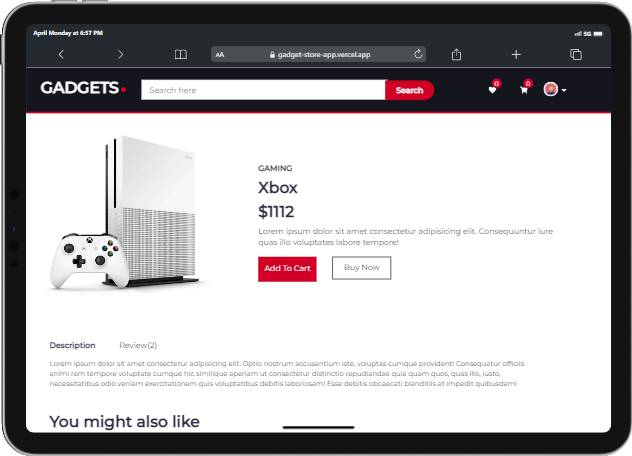 April Monday at 6:57 PM
5G
AA
gadget-store-app.vercel.app
GADGETS.
Search here
Search
0
0
GAMING
Xbox
$1112
Lorem ipsum dolor sit amet consectetur adipisicing elit. Consequuntur iure
quas illo voluptates labore tempore!
Add To Cart
Buy Now
Description
Review(2)
Lorem ipsum dolor sit amet consectetur adipisicing elit. Optio nostrum accusantium iste, voluptas cumque provident! Consequatur officiis
animi rem tempore voluptate cumque hic similique aperiam ut consectetur distinctio repudiandae quia quam quos, quas illo, iusto,
necessitatibus odio veniam exercitationem quis voluptatibus debitis laboriosam! Esse debitis obcaecati blanditiis at impedit quibusdam!
You might also like